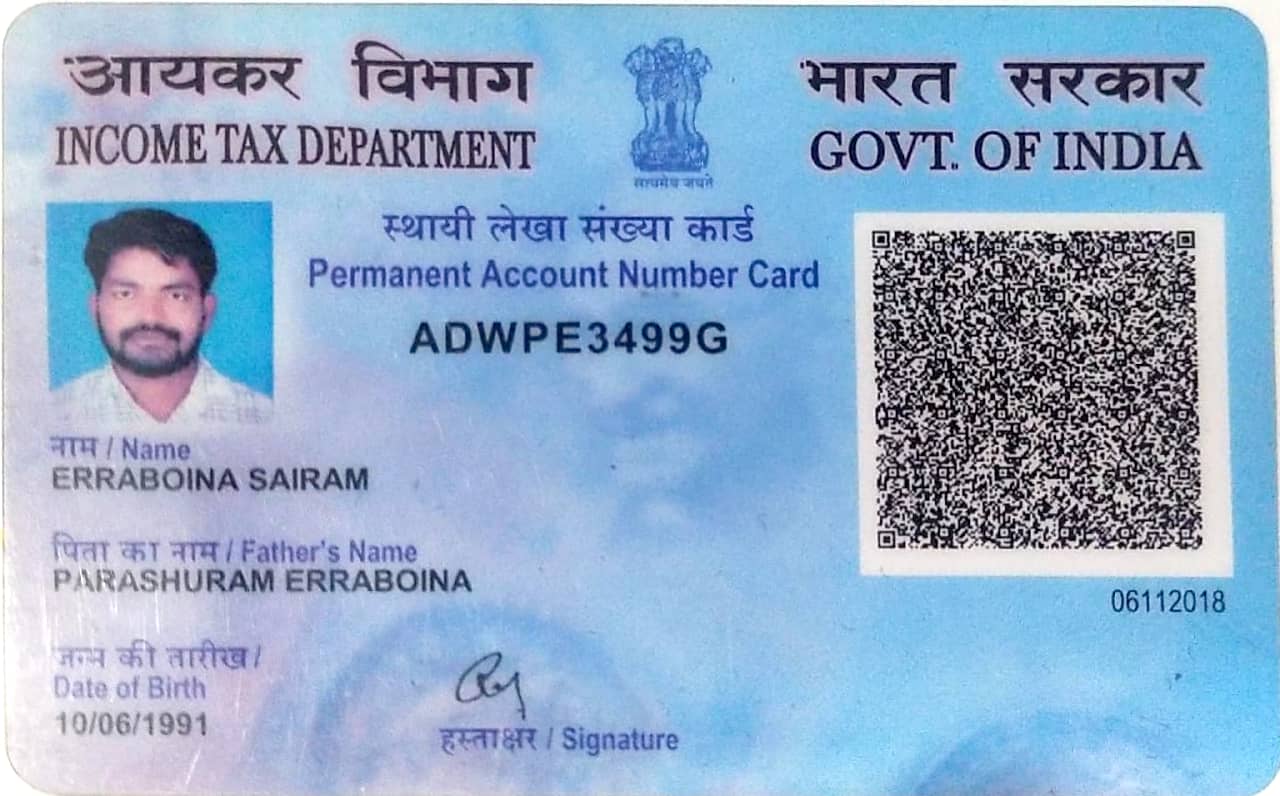 आयकर विभाग
INCOME TAX DEPARTMENT
सत्यमेव जयते
भारत सरकार
GOVT. OF INDIA
स्थायी लेखा संख्या कार्ड
Permanent Account Number Card
ADWPE3499G
नाम / Name
ERRABOINA SAIRAM
पिता का नाम / Father's Name
PARASHURAM ERRABOINA
06112018
जन्म की तारीख /
Date of Birth
10/06/1991
हस्ताक्षर / Signature